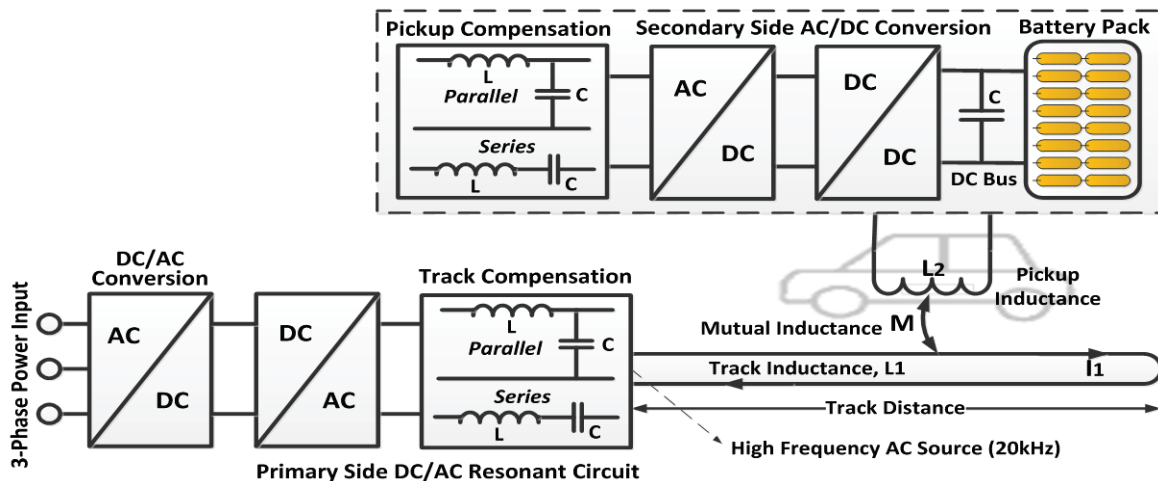 Pickup Compensation
Secondary Side AC/DC Conversion
Battery Pack
L
Parallel
C
Series
L
C
AC
DC
DC
DC
C
DC Bus
L2
Pickup
Inductance
Mutual Inductance
M
DC/AC
Conversion
3-Phase Power Input
AC
DC
DC
AC
Track Compensation
L
Parallel
C
Series
L
C
Track Inductance, L1
I1
Track Distance
High Frequency AC Source (20kHz)
Primary Side DC/AC Resonant Circuit